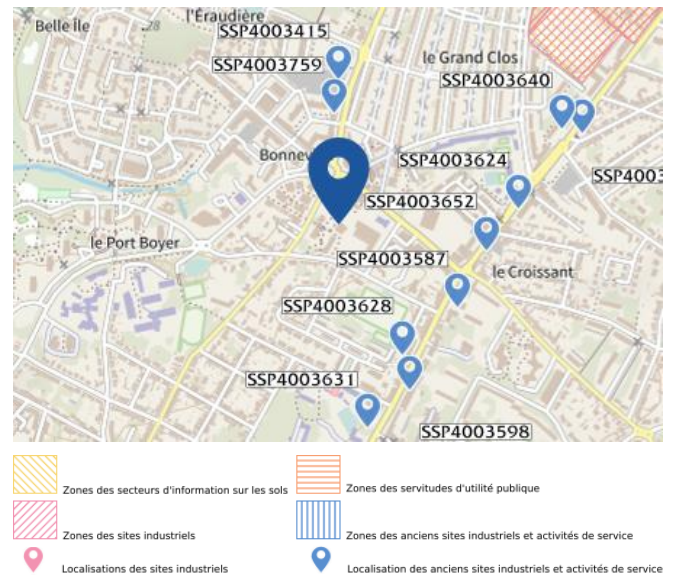 l'Éraudière
Belle Île
28
SSP4003415
le Grand Clos
SSP4003759
SSP4003640
SSP4003624
SSP4003
SSP4003652
le Port Boyer
SSP4003587
le Croissant
SSP4003628
SSP4003631
SSP4003598
Zones des secteurs d'information sur les sols
Zones des servitudes d'utilité publique
Zones des sites industriels
Zones des anciens sites industriels et activités de service
Localisations des sites industriels
Localisation des anciens sites industriels et activités de service